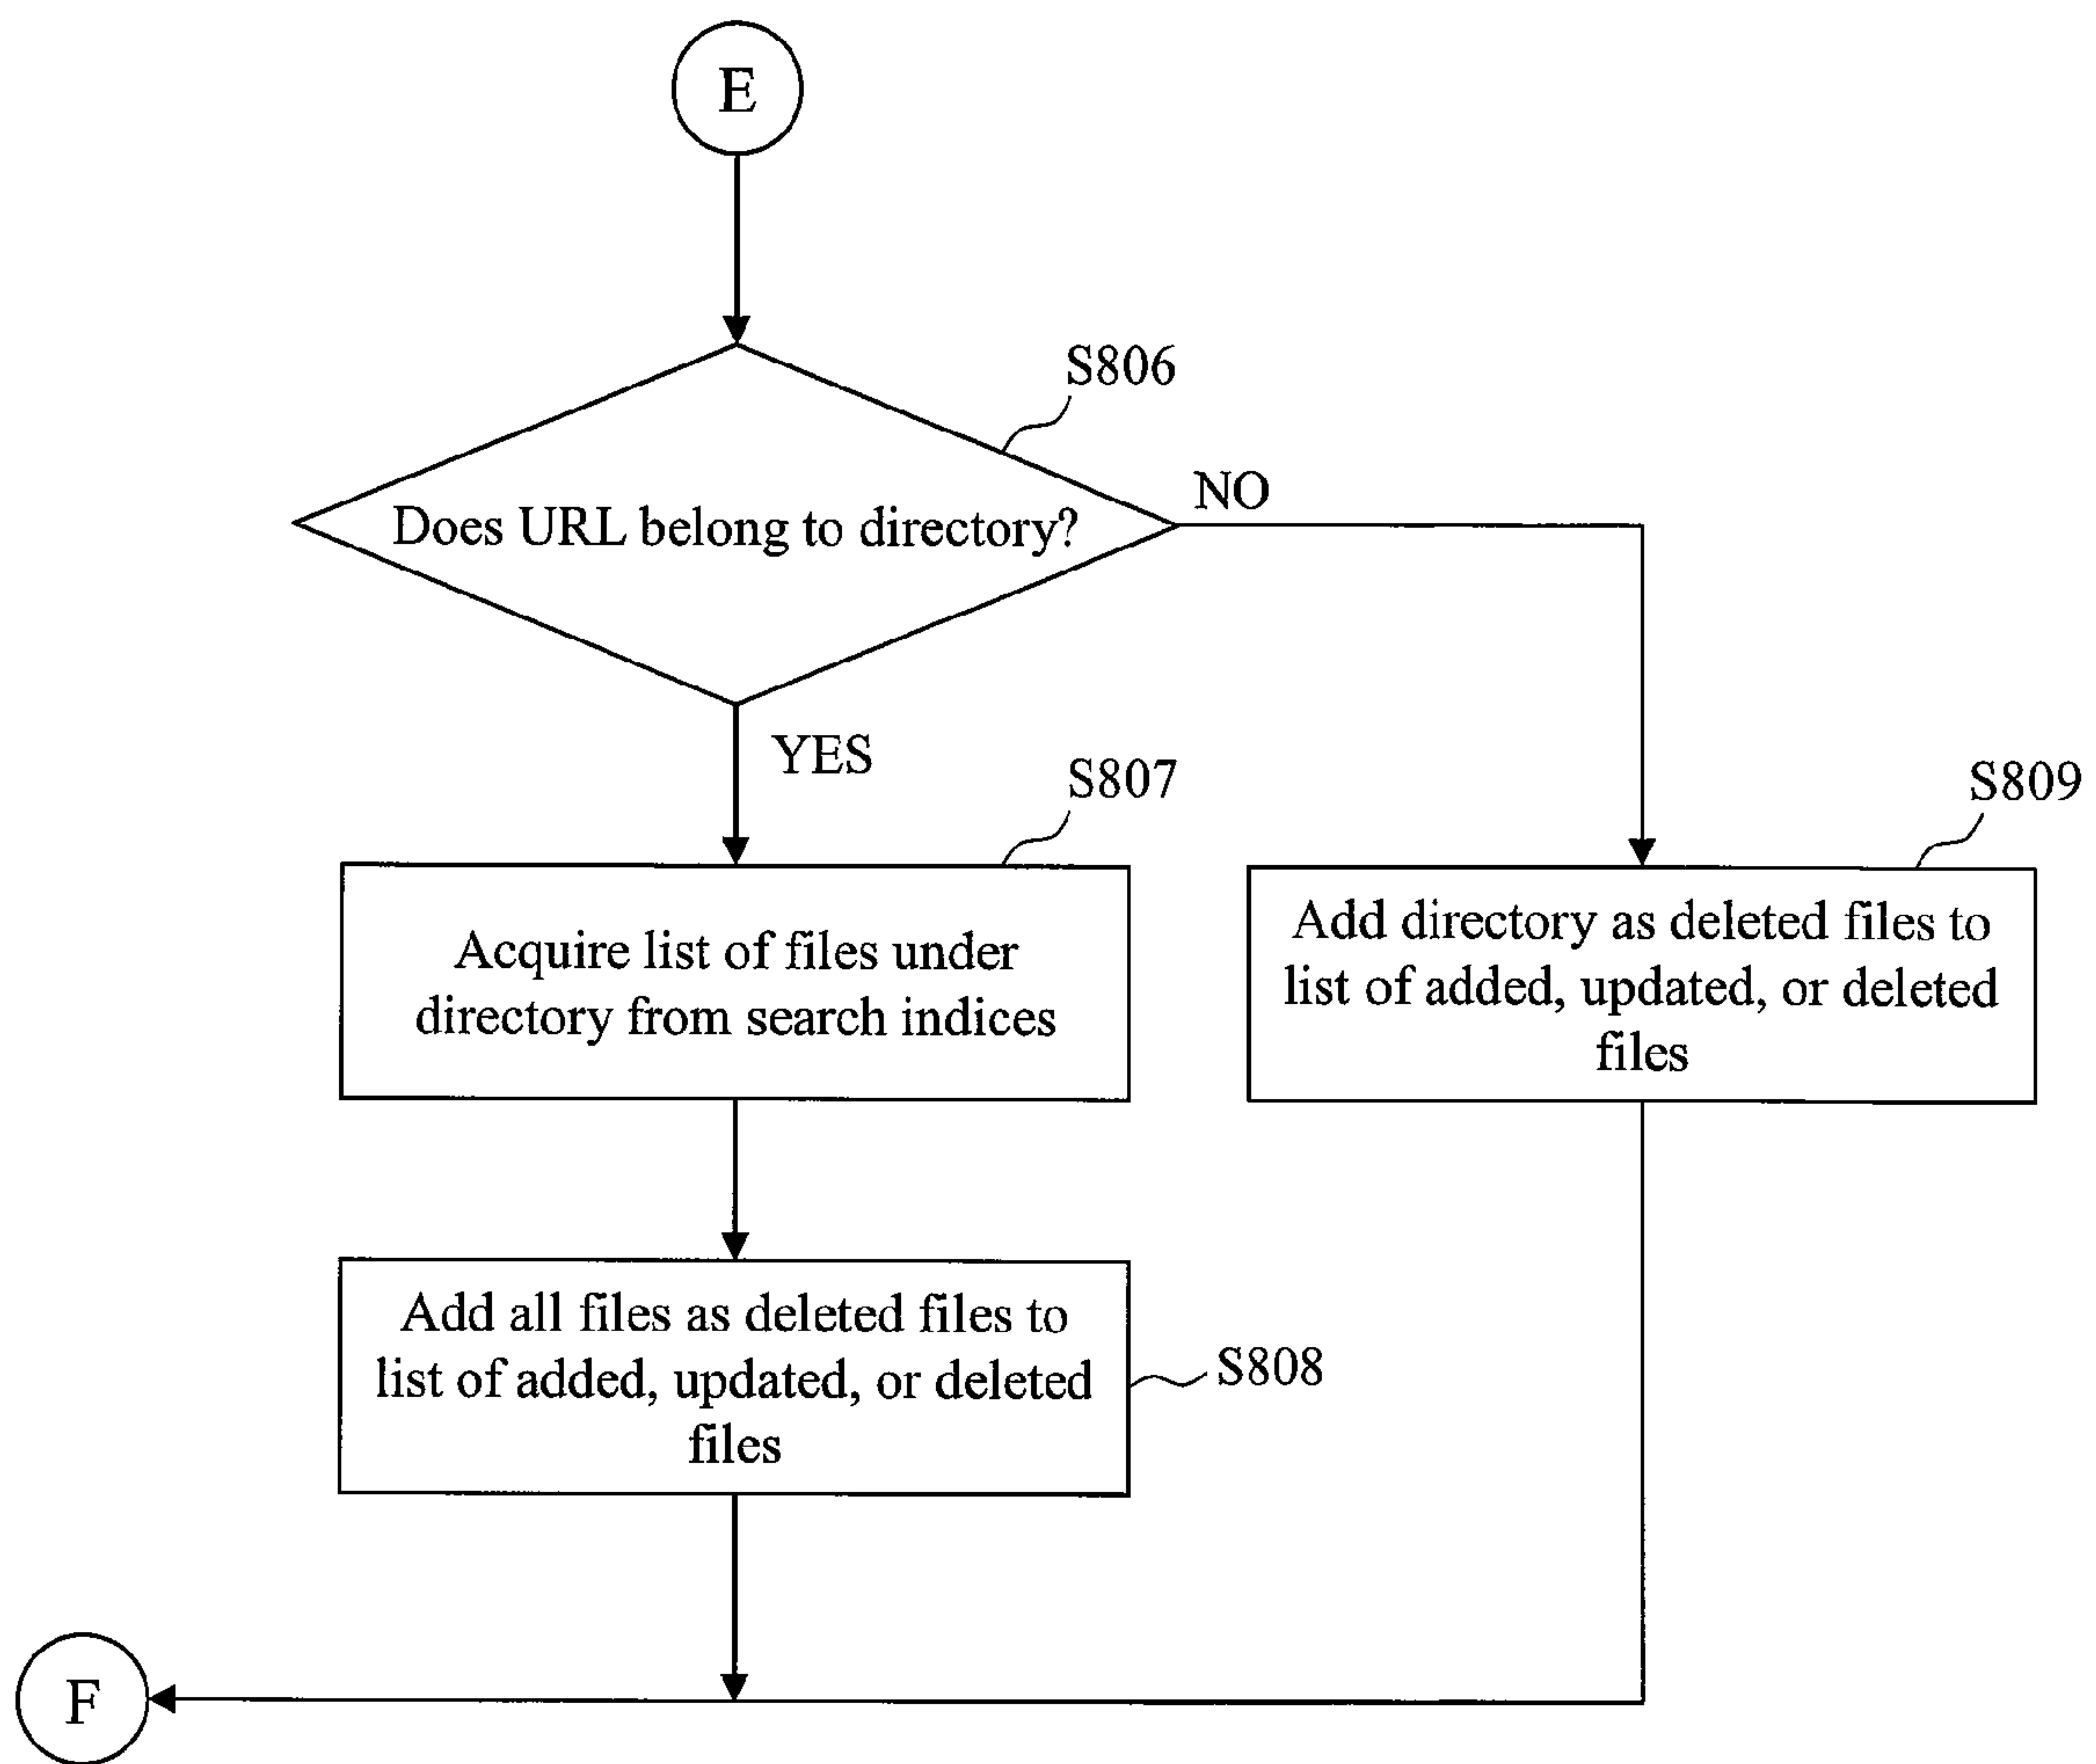 E
S806
Does URL belong to directory?
NO
YES
S807
S809
Acquire list of files under
directory from search indices
Add directory as deleted files to
list of added, updated, or deleted
files
Add all files as deleted files to
list of added, updated, or deleted
files
S808
F